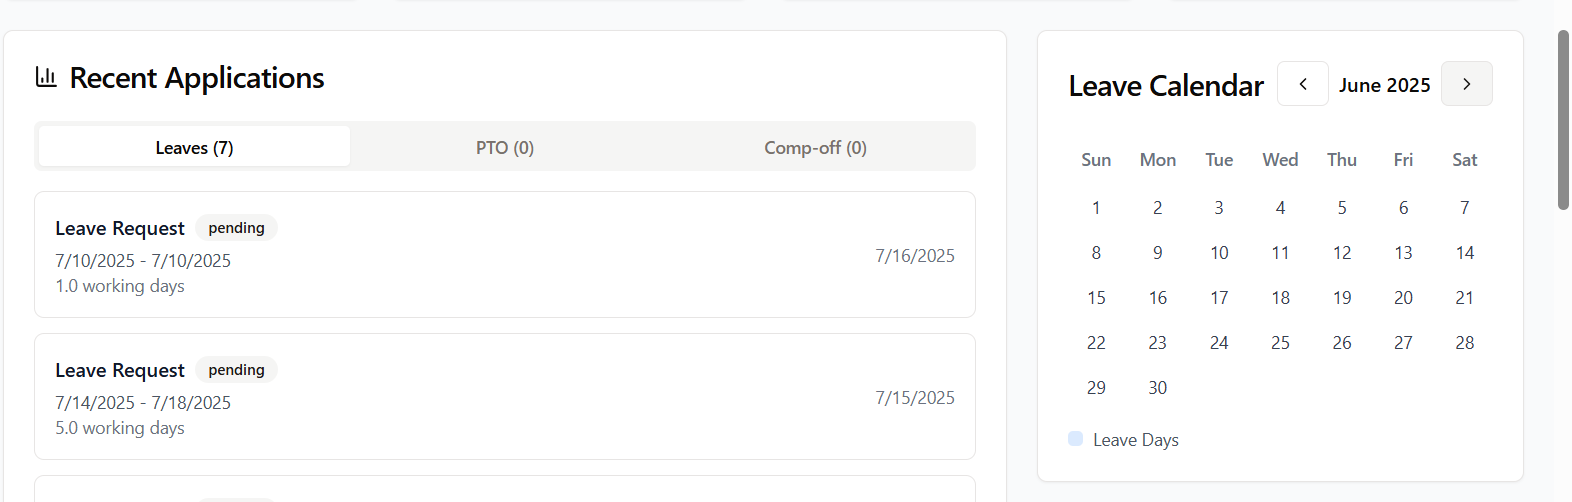 Recent Applications
Leaves (7) PTO (0) Comp-off (0)
Leave Request pending
7/10/2025 - 7/10/2025
1.0 working days
7/16/2025
Leave Request pending
7/14/2025 - 7/18/2025
5.0 working days
7/15/2025
Leave Calendar June 2025
Sun Mon Tue Wed Thu Fri Sat
1 2 3 4 5 6 7
8 9 10 11 12 13 14
15 16 17 18 19 20 21
22 23 24 25 26 27 28
29 30
Leave Days